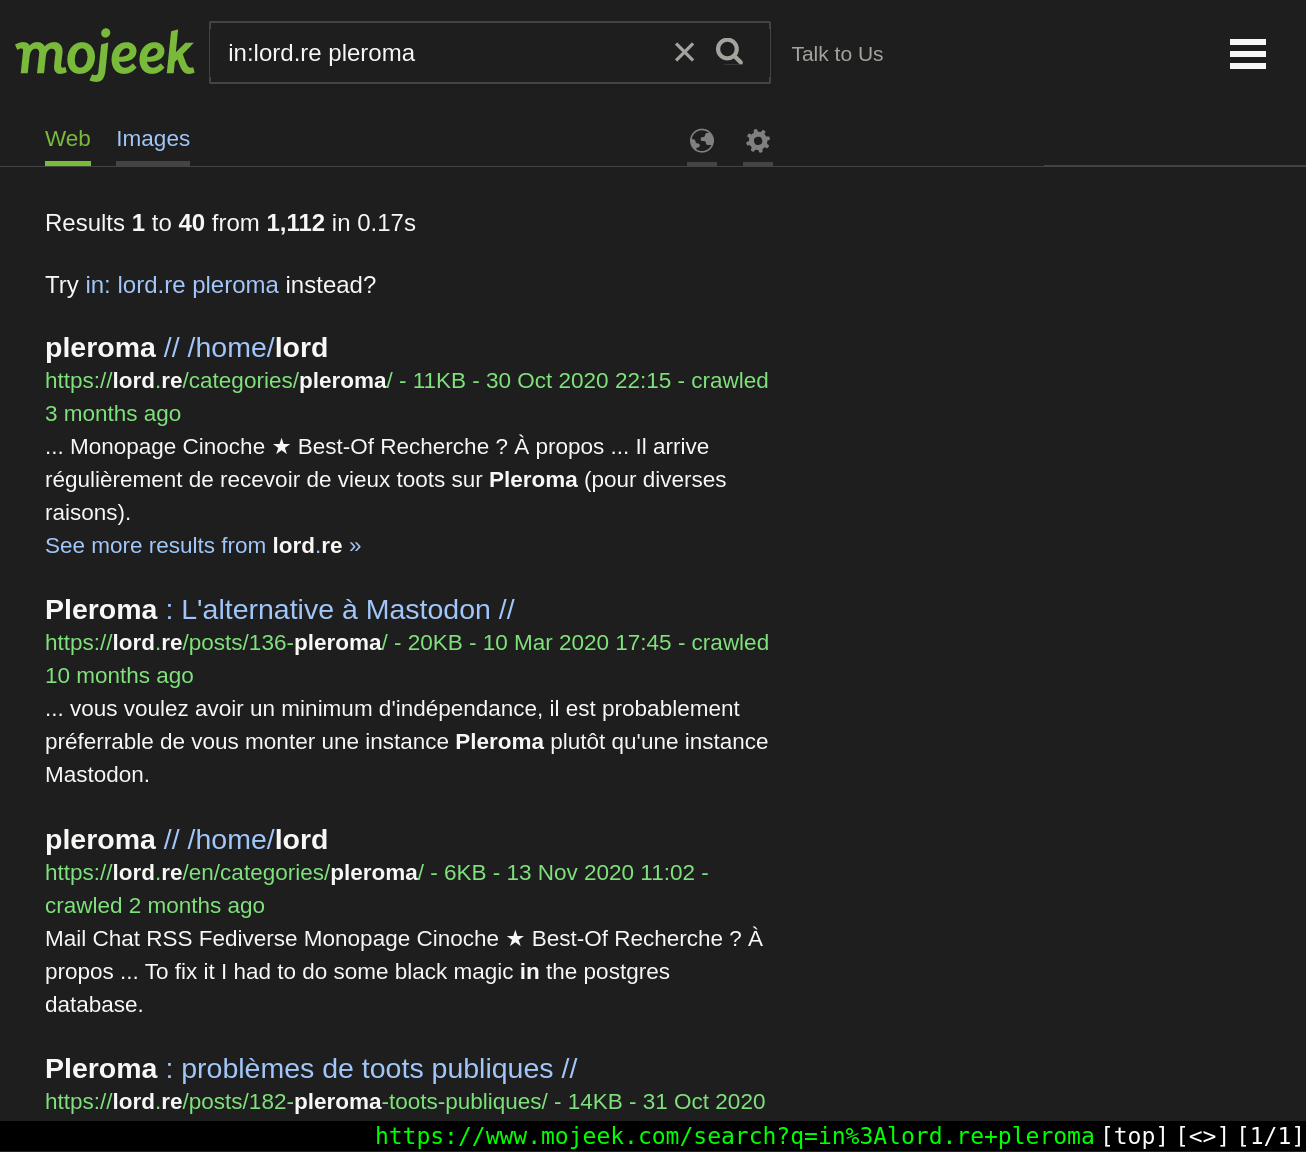 mojeek
in:lord.re pleroma
Talk to Us
Web Images
Results 1 to 40 from 1,112 in 0.17s
Try in: lord.re pleroma instead?
pleroma // /home/lord
https://lord.re/categories/pleroma/ - 11KB - 30 Oct 2020 22:15 - crawled
3 months ago
... Monopage Cinoche ★ Best-Of Recherche ? À propos ... Il arrive
régulièrement de recevoir de vieux toots sur Pleroma (pour diverses
raisons).
See more results from lord.re »
Pleroma : L'alternative à Mastodon //
https://lord.re/posts/136-pleroma/ - 20KB - 10 Mar 2020 17:45 - crawled
10 months ago
... vous voulez avoir un minimum d'indépendance, il est probablement
préferrable de vous monter une instance Pleroma plutôt qu'une instance
Mastodon.
pleroma // /home/lord
https://lord.re/en/categories/pleroma/ - 6KB - 13 Nov 2020 11:02 -
crawled 2 months ago
Mail Chat RSS Fediverse Monopage Cinoche ★ Best-Of Recherche ? À
propos ... To fix it I had to do some black magic in the postgres
database.
Pleroma : problèmes de toots publiques //
https://lord.re/posts/182-pleroma-toots-publiques/ - 14KB - 31 Oct 2020
https://www.mojeek.com/search?q=in%3Alord.re+pleroma [top] [<>] [1/1]